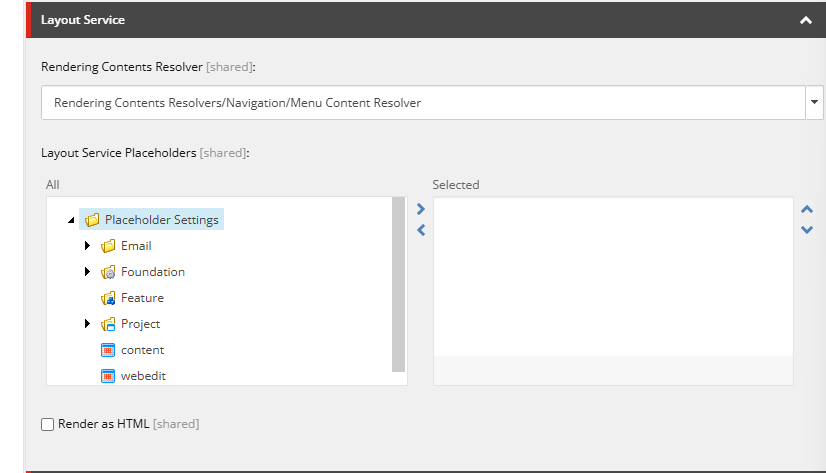 Layout Service
Rendering Contents Resolver [shared]:
Rendering Contents Resolvers/Navigation/Menu Content Resolver
Layout Service Placeholders [shared]:
All
Selected
Placeholder Settings
Email
Foundation
Feature
Project
content
webedit
Render as HTML [shared]